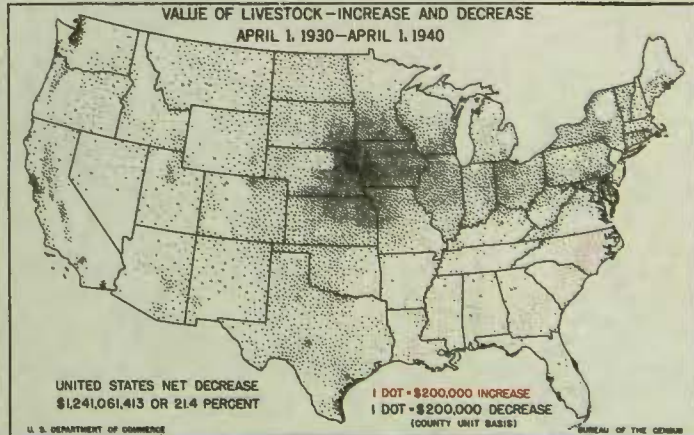 VALUE OF LIVESTOCK—INCREASE AND DECREASE
APRIL 1, 1930—APRIL 1, 1940
UNITED STATES NET DECREASE
$1,241,061,413 OR 21.4 PERCENT
1 DOT = $200,000 INCREASE
1 DOT = $200,000 DECREASE
(COUNTY UNIT BASIS)
U. S. DEPARTMENT OF COMMERCE
BUREAU OF THE CENSUS